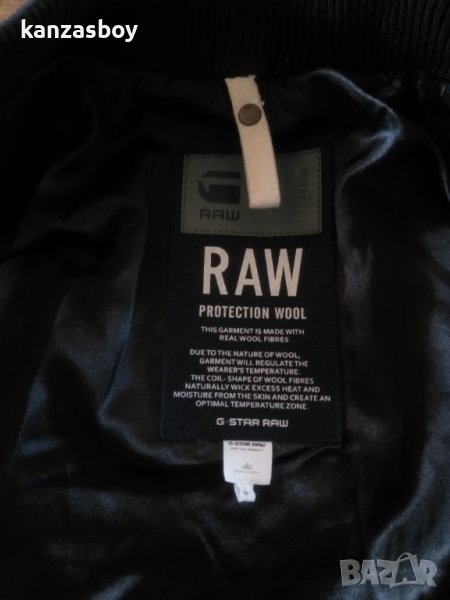 kanzasboy
G
RAW
RAW
PROTECTION WOOL
THIS GARMENT IS MADE WITH
REAL WOOL FIBRES
DUE TO THE NATURE OF WOOL,
GARMENT WILL REGULATE THE
WEARER'S TEMPERATURE.
THE COIL- SHAPE OF WOOL FIBRES
NATURALLY WICK EXCESS HEAT AND
MOISTURE FROM THE SKIN AND CREATE AN
OPTIMAL TEMPERATURE ZONE.
G-STAR RAW
G-STAR RAW
BAZAR